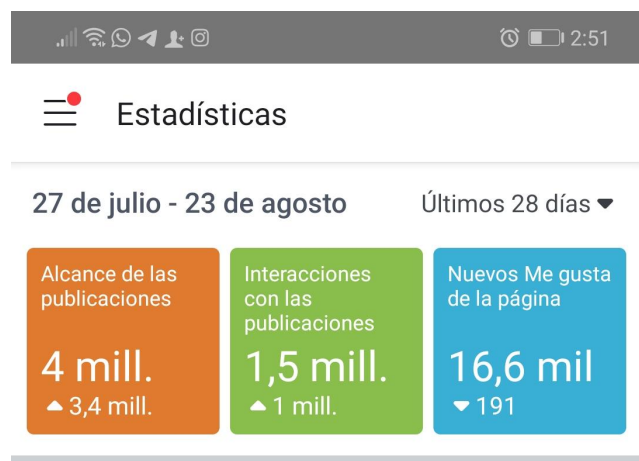 2:51
Estadísticas
27 de julio - 23 de agosto
Últimos 28 días
Alcance de las
publicaciones
4 mill.
3,4 mill.
Interacciones
con las
publicaciones
1,5 mill.
1 mill.
Nuevos Me gusta
de la página
16,6 mil
191